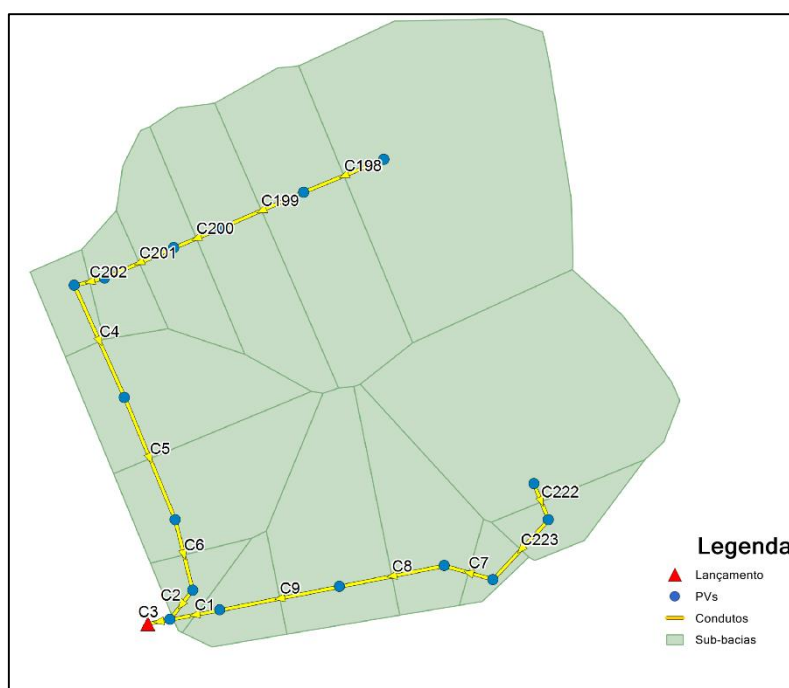 C198
C199
C200
C201
C202
C4
C5
C222
C6
C223
C8
C7
C9
C2
C1
C3
Legenda
Lançamento
PVs
Condutos
Sub-bacias